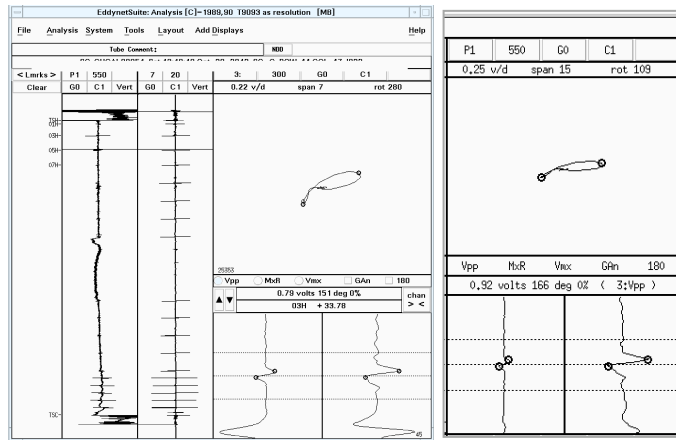 EddynetSuite: Analysis [C]=1989,90 T9093 as resolution [MB]
File Analysis System Tools Layout Add Displays Help
Tube Comment: NDD
< Lmrks > P1 550 7 20 3: 300 G0 C1
Clear G0 C1 Vert G0 C1 Vert 0.22 v/d span 7 rot 280
TSH
01H
03H
05H
07H
TSC
25353
Vpp MxR Vmx GAn 180
0.79 volts 151 deg 0% chan
03H + 33.78 > <
45
P1 550 G0 C1
0.25 v/d span 15 rot 109
Vpp MxR Vmx GAn 180
0.92 volts 166 deg 0% ( 3:Vpp )